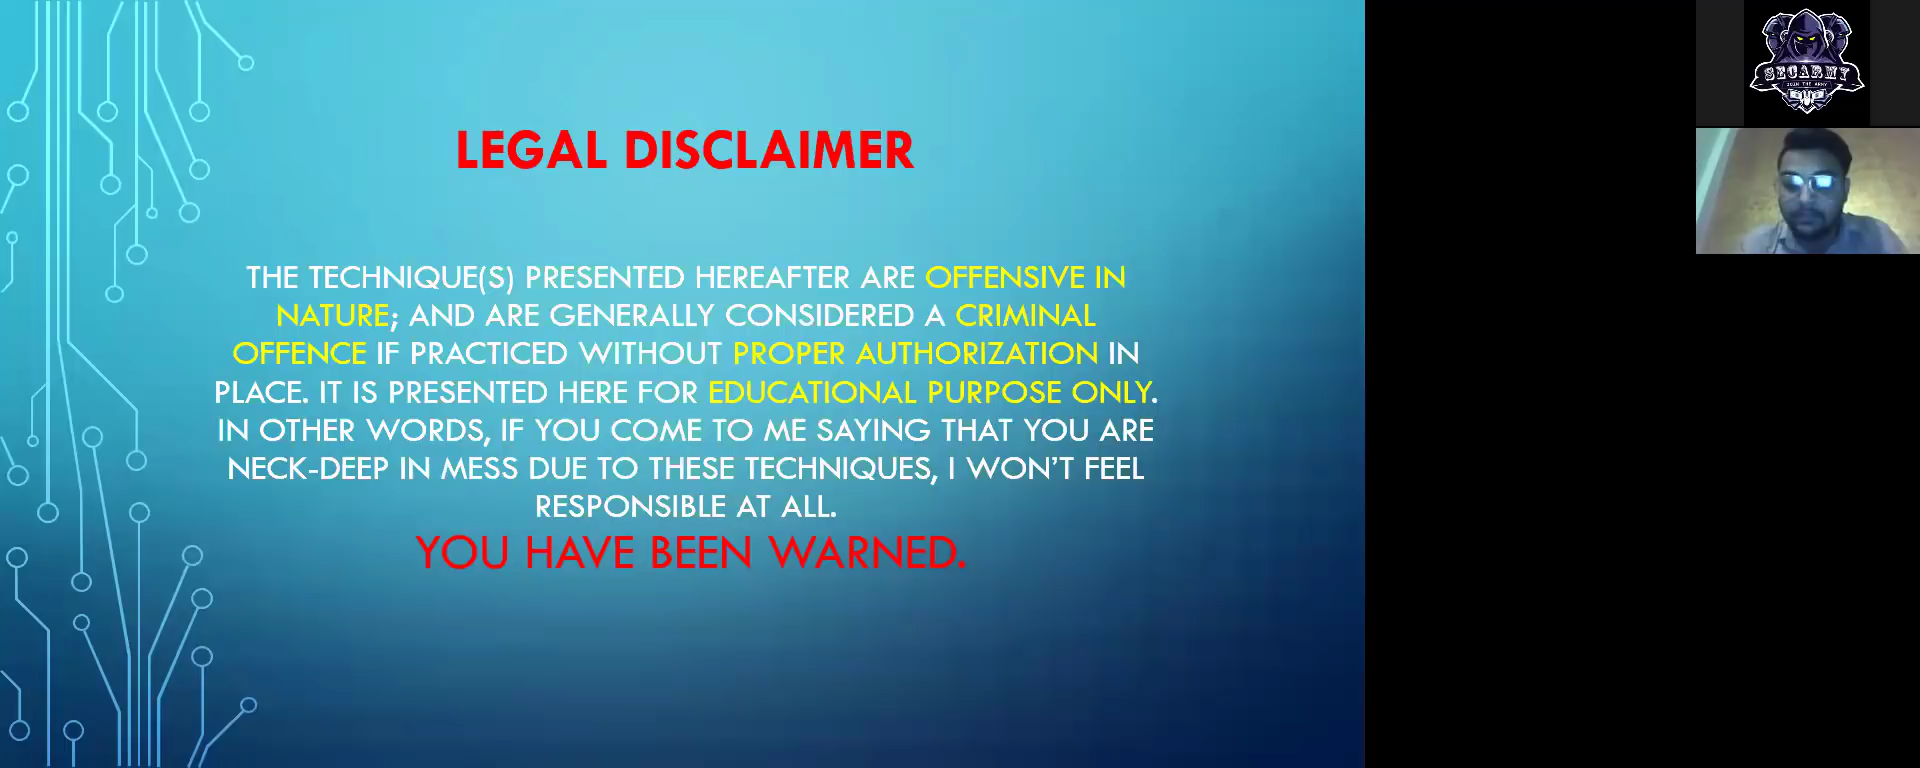 LEGAL DISCLAIMER
THE TECHNIQUE(S) PRESENTED HEREAFTER ARE OFFENSIVE IN
NATURE; AND ARE GENERALLY CONSIDERED A CRIMINAL
OFFENCE IF PRACTICED WITHOUT PROPER AUTHORIZATION IN
PLACE. IT IS PRESENTED HERE FOR EDUCATIONAL PURPOSE ONLY.
IN OTHER WORDS, IF YOU COME TO ME SAYING THAT YOU ARE
NECK-DEEP IN MESS DUE TO THESE TECHNIQUES, I WON'T FEEL
RESPONSIBLE AT ALL.
YOU HAVE BEEN WARNED.
SECARMY
JOIN THE ARMY